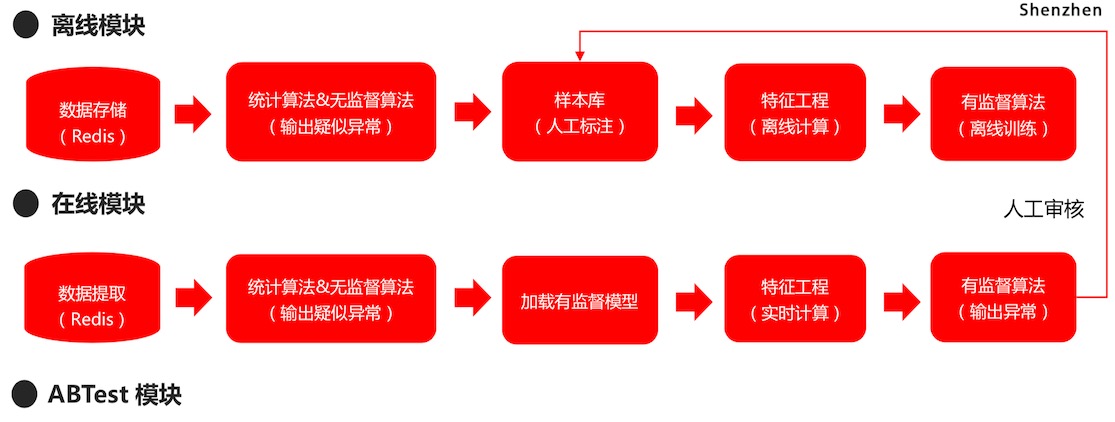 Shenzhen
离线模块
数据存储
（Redis）
统计算法&无监督算法
（输出疑似异常）
样本库
（人工标注）
特征工程
（离线计算）
有监督算法
（离线训练）
在线模块
人工审核
数据提取
（Redis）
统计算法&无监督算法
（输出疑似异常）
加载有监督模型
特征工程
（实时计算）
有监督算法
（输出异常）
ABTest 模块